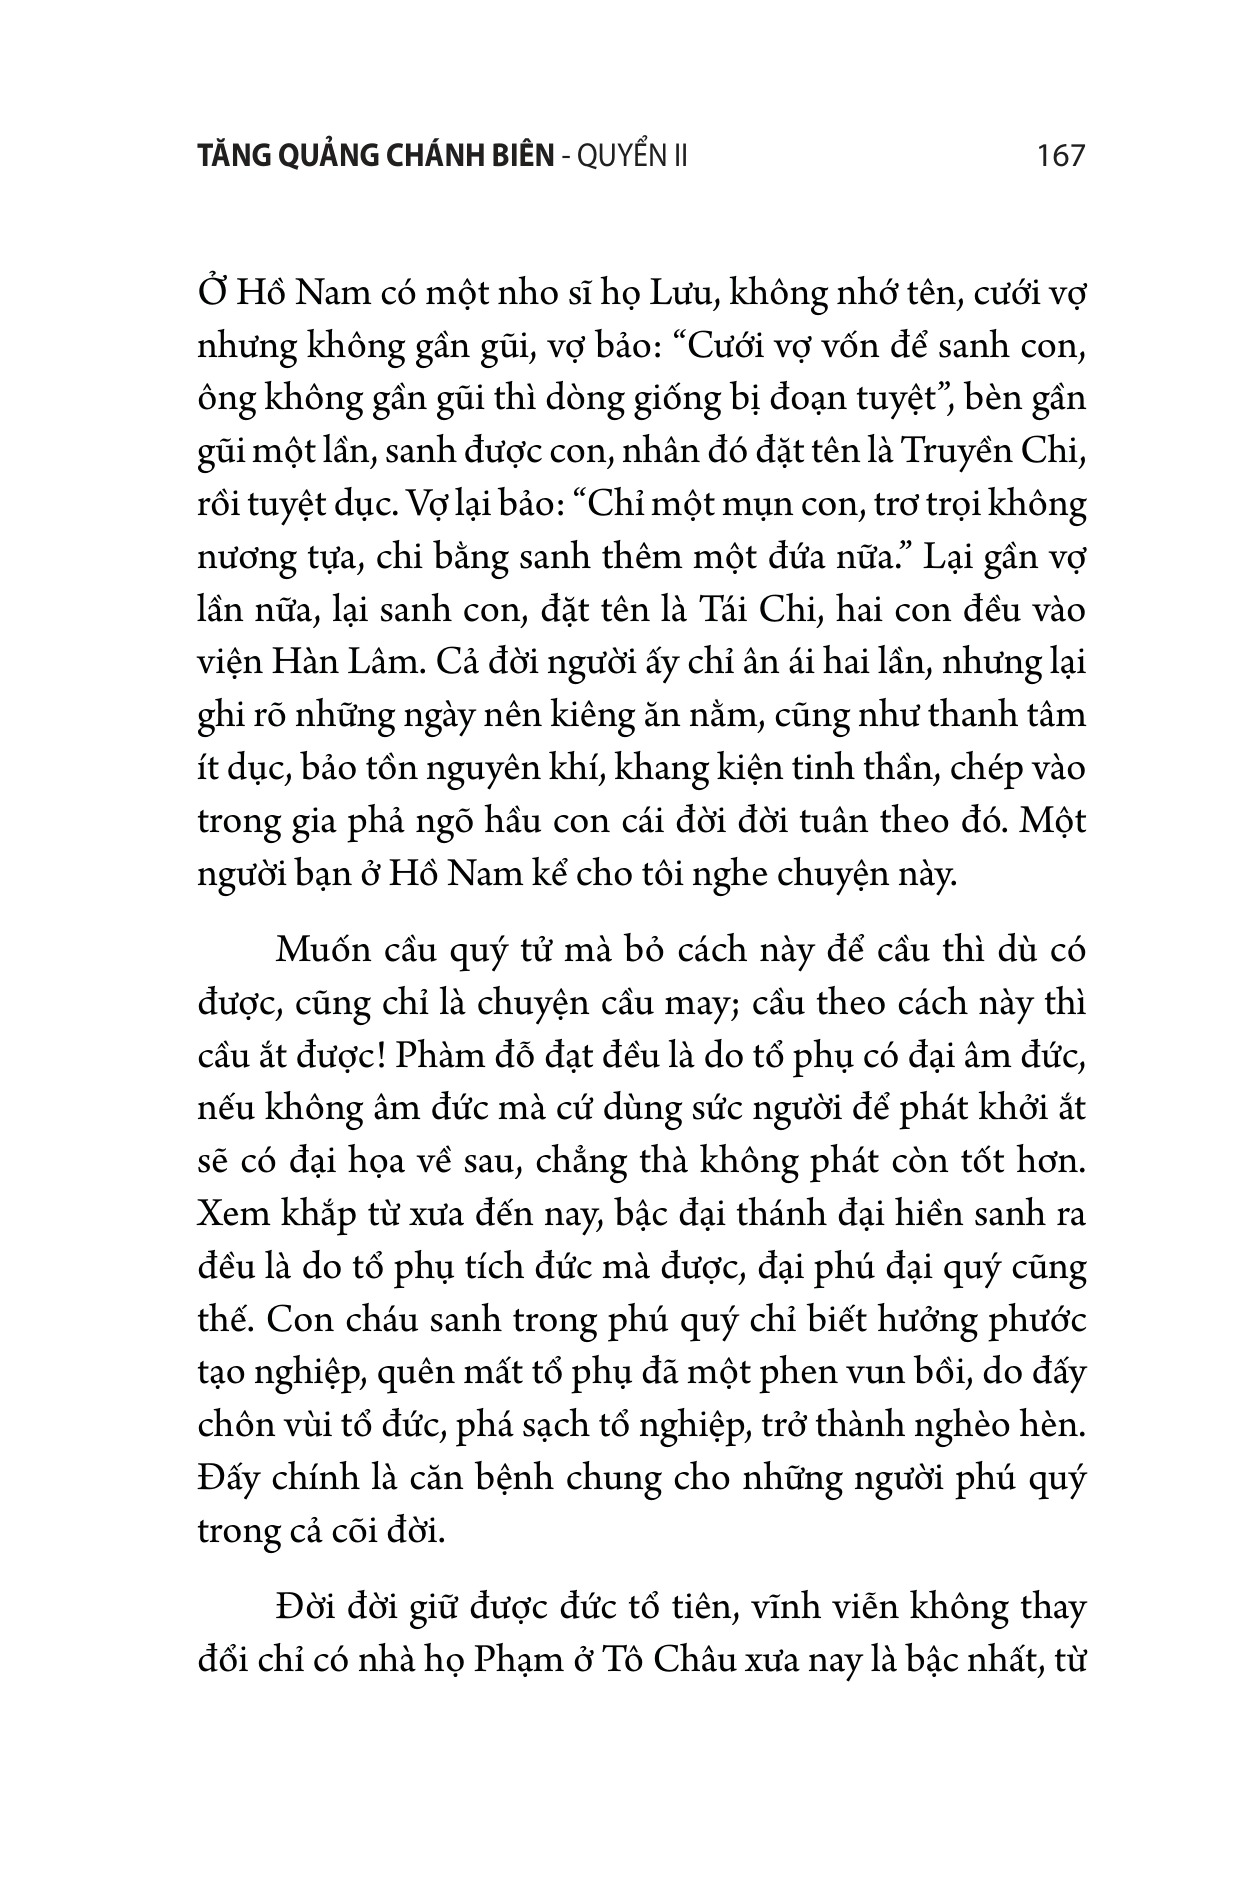 TĂNG QUẢNG CHÁNH BIÊN - QUYỂN II 167
Ở Hồ Nam có một nho sĩ họ Lưu, không nhớ tên, cưới vợ
nhưng không gần gũi, vợ bảo: “Cưới vợ vốn để sanh con,
ông không gần gũi thì dòng giống bị đoạn tuyệt”, bèn gần
gũi một lần, sanh được con, nhân đó đặt tên là Truyền Chi,
rồi tuyệt dục. Vợ lại bảo: “Chỉ một mụn con, trơ trọi không
nương tựa, chi bằng sanh thêm một đứa nữa.” Lại gần vợ
lần nữa, lại sanh con, đặt tên là Tái Chi, hai con đều vào
viện Hàn Lâm. Cả đời người ấy chỉ ân ái hai lần, nhưng lại
ghi rõ những ngày nên kiêng ăn nằm, cũng như thanh tâm
ít dục, bảo tồn nguyên khí, khang kiện tinh thần, chép vào
trong gia phả ngõ hầu con cái đời đời tuân theo đó. Một
người bạn ở Hồ Nam kể cho tôi nghe chuyện này.
Muốn cầu quý tử mà bỏ cách này để cầu thì dù có
được, cũng chỉ là chuyện cầu may; cầu theo cách này thì
cầu ắt được! Phàm đỗ đạt đều là do tổ phụ có đại âm đức,
nếu không âm đức mà cứ dùng sức người để phát khởi ắt
sẽ có đại họa về sau, chẳng thà không phát còn tốt hơn.
Xem khắp từ xưa đến nay, bậc đại thánh đại hiền sanh ra
đều là do tổ phụ tích đức mà được, đại phú đại quý cũng
thế. Con cháu sanh trong phú quý chỉ biết hưởng phước
tạo nghiệp, quên mất tổ phụ đã một phen vun bồi, do đấy
chôn vùi tổ đức, phá sạch tổ nghiệp, trở thành nghèo hèn.
Đấy chính là căn bệnh chung cho những người phú quý
trong cả cõi đời.
Đời đời giữ được đức tổ tiên, vĩnh viễn không thay
đổi chỉ có nhà họ Phạm ở Tô Châu xưa nay là bậc nhất, từ